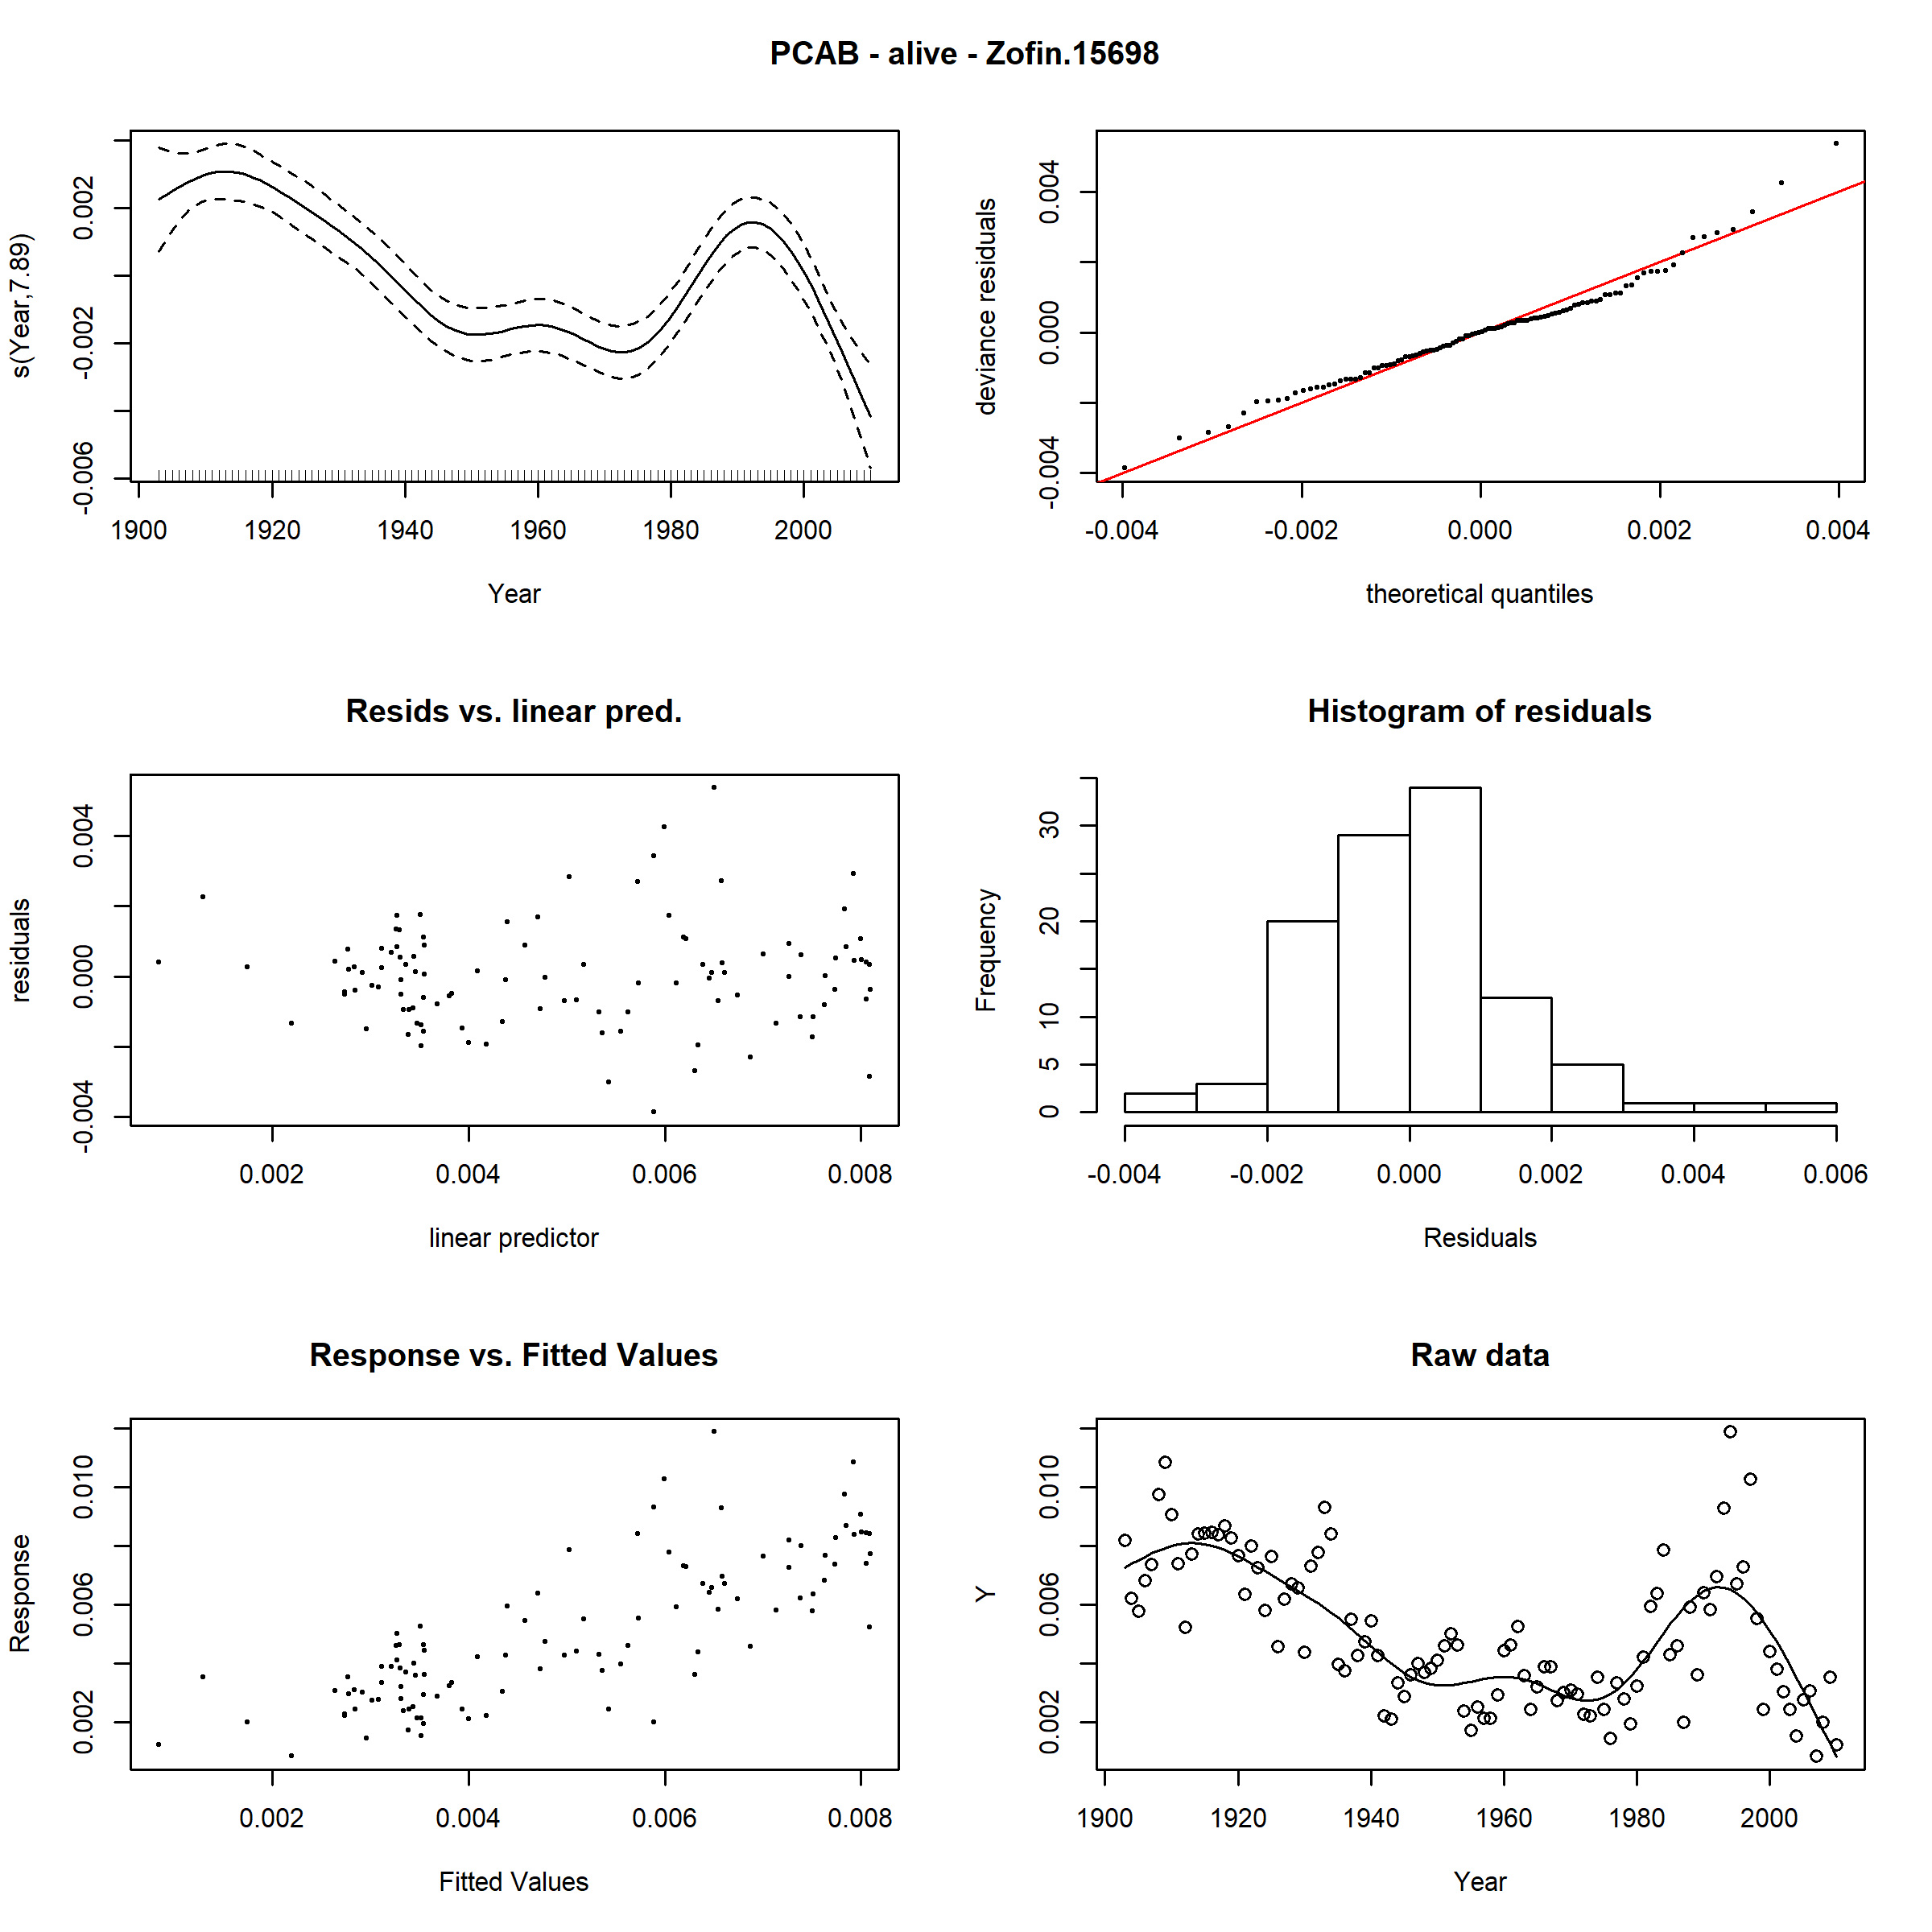 PCAB - alive - Zofin.15698
s(Year,7.89)
0.002
-0.002
-0.006
1900 1920 1940 1960 1980 2000
Year
deviance residuals
0.004
0.000
-0.004
-0.004 -0.002 0.000 0.002 0.004
theoretical quantiles
Resids vs. linear pred.
residuals
0.004
0.000
-0.004
0.002 0.004 0.006 0.008
linear predictor
Histogram of residuals
Frequency
30
20
10
5
0
-0.004 -0.002 0.000 0.002 0.004 0.006
Residuals
Response vs. Fitted Values
Response
0.010
0.006
0.002
0.002 0.004 0.006 0.008
Fitted Values
Raw data
Y
0.010
0.006
0.002
1900 1920 1940 1960 1980 2000
Year